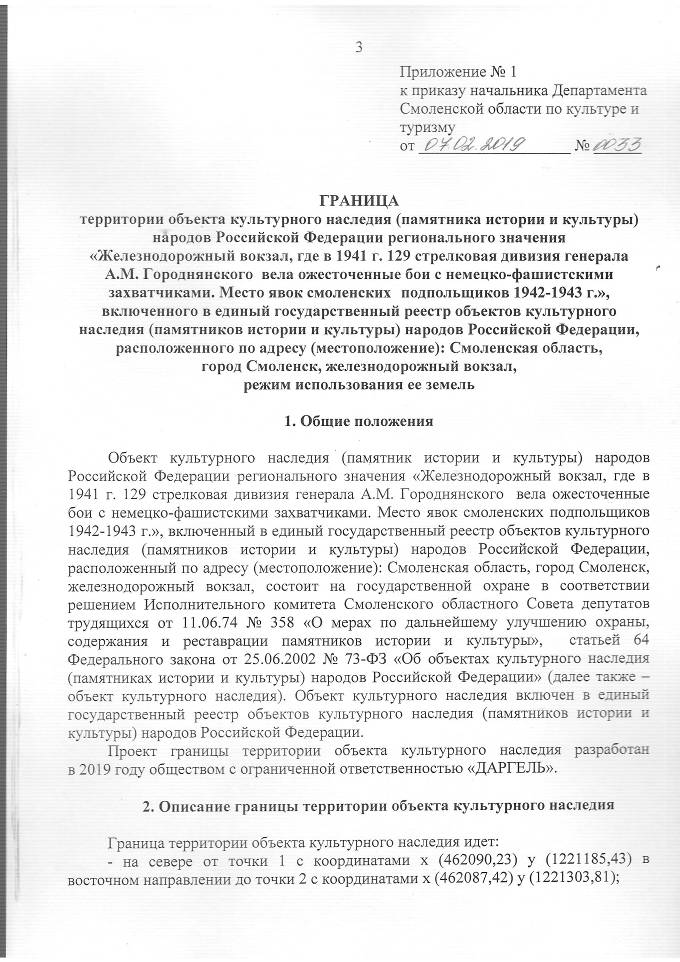 3
Приложение № 1
к приказу начальника Департамента
Смоленской области по культуре и
туризму
от 07.02.2019 № 0033
ГРАНИЦА
территории объекта культурного наследия (памятника истории и культуры)
народов Российской Федерации регионального значения
«Железнодорожный вокзал, где в 1941 г. 129 стрелковая дивизия генерала
А.М. Городнянского вела ожесточенные бои с немецко-фашистскими
захватчиками. Место явок смоленских подпольщиков 1942-1943 г.»,
включенного в единый государственный реестр объектов культурного
наследия (памятников истории и культуры) народов Российской Федерации,
расположенного по адресу (местоположение): Смоленская область,
город Смоленск, железнодорожный вокзал,
режим использования ее земель
1. Общие положения
Объект культурного наследия (памятник истории и культуры) народов
Российской Федерации регионального значения «Железнодорожный вокзал, где в
1941 г. 129 стрелковая дивизия генерала А.М. Городнянского вела ожесточенные
бои с немецко-фашистскими захватчиками. Место явок смоленских подпольщиков
1942-1943 г.», включенный в единый государственный реестр объектов культурного
наследия (памятников истории и культуры) народов Российской Федерации,
расположенный по адресу (местоположение): Смоленская область, город Смоленск,
железнодорожный вокзал, состоит на государственной охране в соответствии
решением Исполнительного комитета Смоленского областного Совета депутатов
трудящихся от 11.06.74 № 358 «О мерах по дальнейшему улучшению охраны,
содержания и реставрации памятников истории и культуры», статьей 64
Федерального закона от 25.06.2002 № 73-ФЗ «Об объектах культурного наследия
(памятниках истории и культуры) народов Российской Федерации» (далее также –
объект культурного наследия). Объект культурного наследия включен в единый
государственный реестр объектов культурного наследия (памятников истории и
культуры) народов Российской Федерации.
Проект границы территории объекта культурного наследия разработан
в 2019 году обществом с ограниченной ответственностью «ДАРГЕЛЬ».
2. Описание границы территории объекта культурного наследия
Граница территории объекта культурного наследия идет:
- на севере от точки 1 с координатами x (462090,23) y (1221185,43) в
восточном направлении до точки 2 с координатами x (462087,42) y (1221303,81);